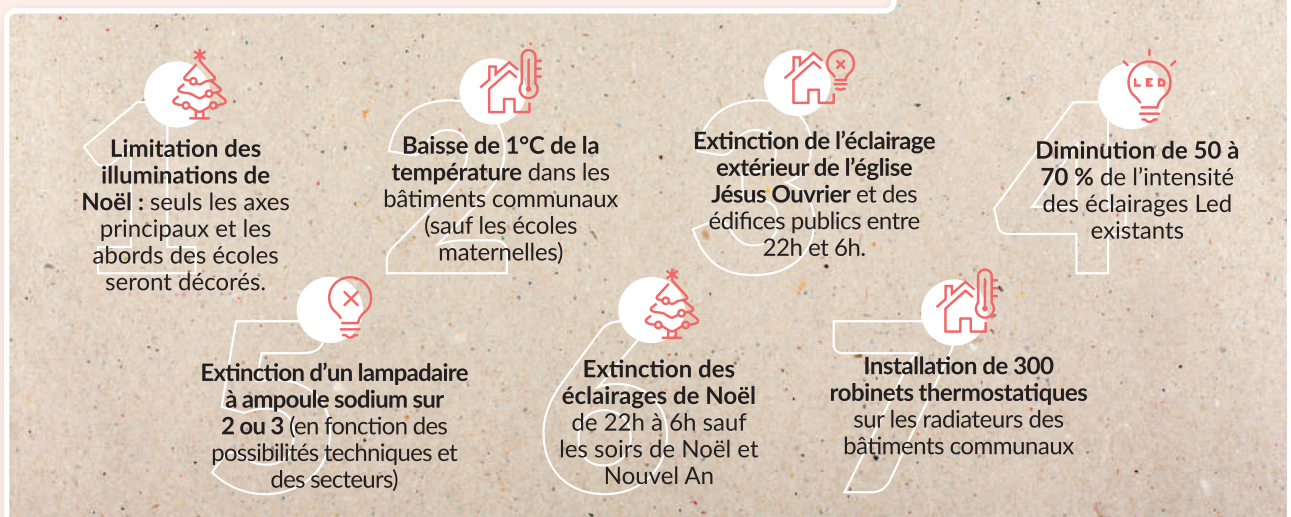 1
Limitation des
illuminations de
Noël : seuls les axes
principaux et les
abords des écoles
seront décorés.
2
Baisse de 1°C de la
température dans les
bâtiments communaux
(sauf les écoles
maternelles)
3
Extinction de l'éclairage
extérieur de l'église
Jésus Ouvrier et des
édifices publics entre
22h et 6h.
4
LED
Diminution de 50 à
70 % de l'intensité
des éclairages Led
existants
5
Extinction d'un lampadaire
à ampoule sodium sur
2 ou 3 (en fonction des
possibilités techniques et
des secteurs)
6
Extinction des
éclairages de Noël
de 22h à 6h sauf
les soirs de Noël et
Nouvel An
7
Installation de 300
robinets thermostatiques
sur les radiateurs des
bâtiments communaux